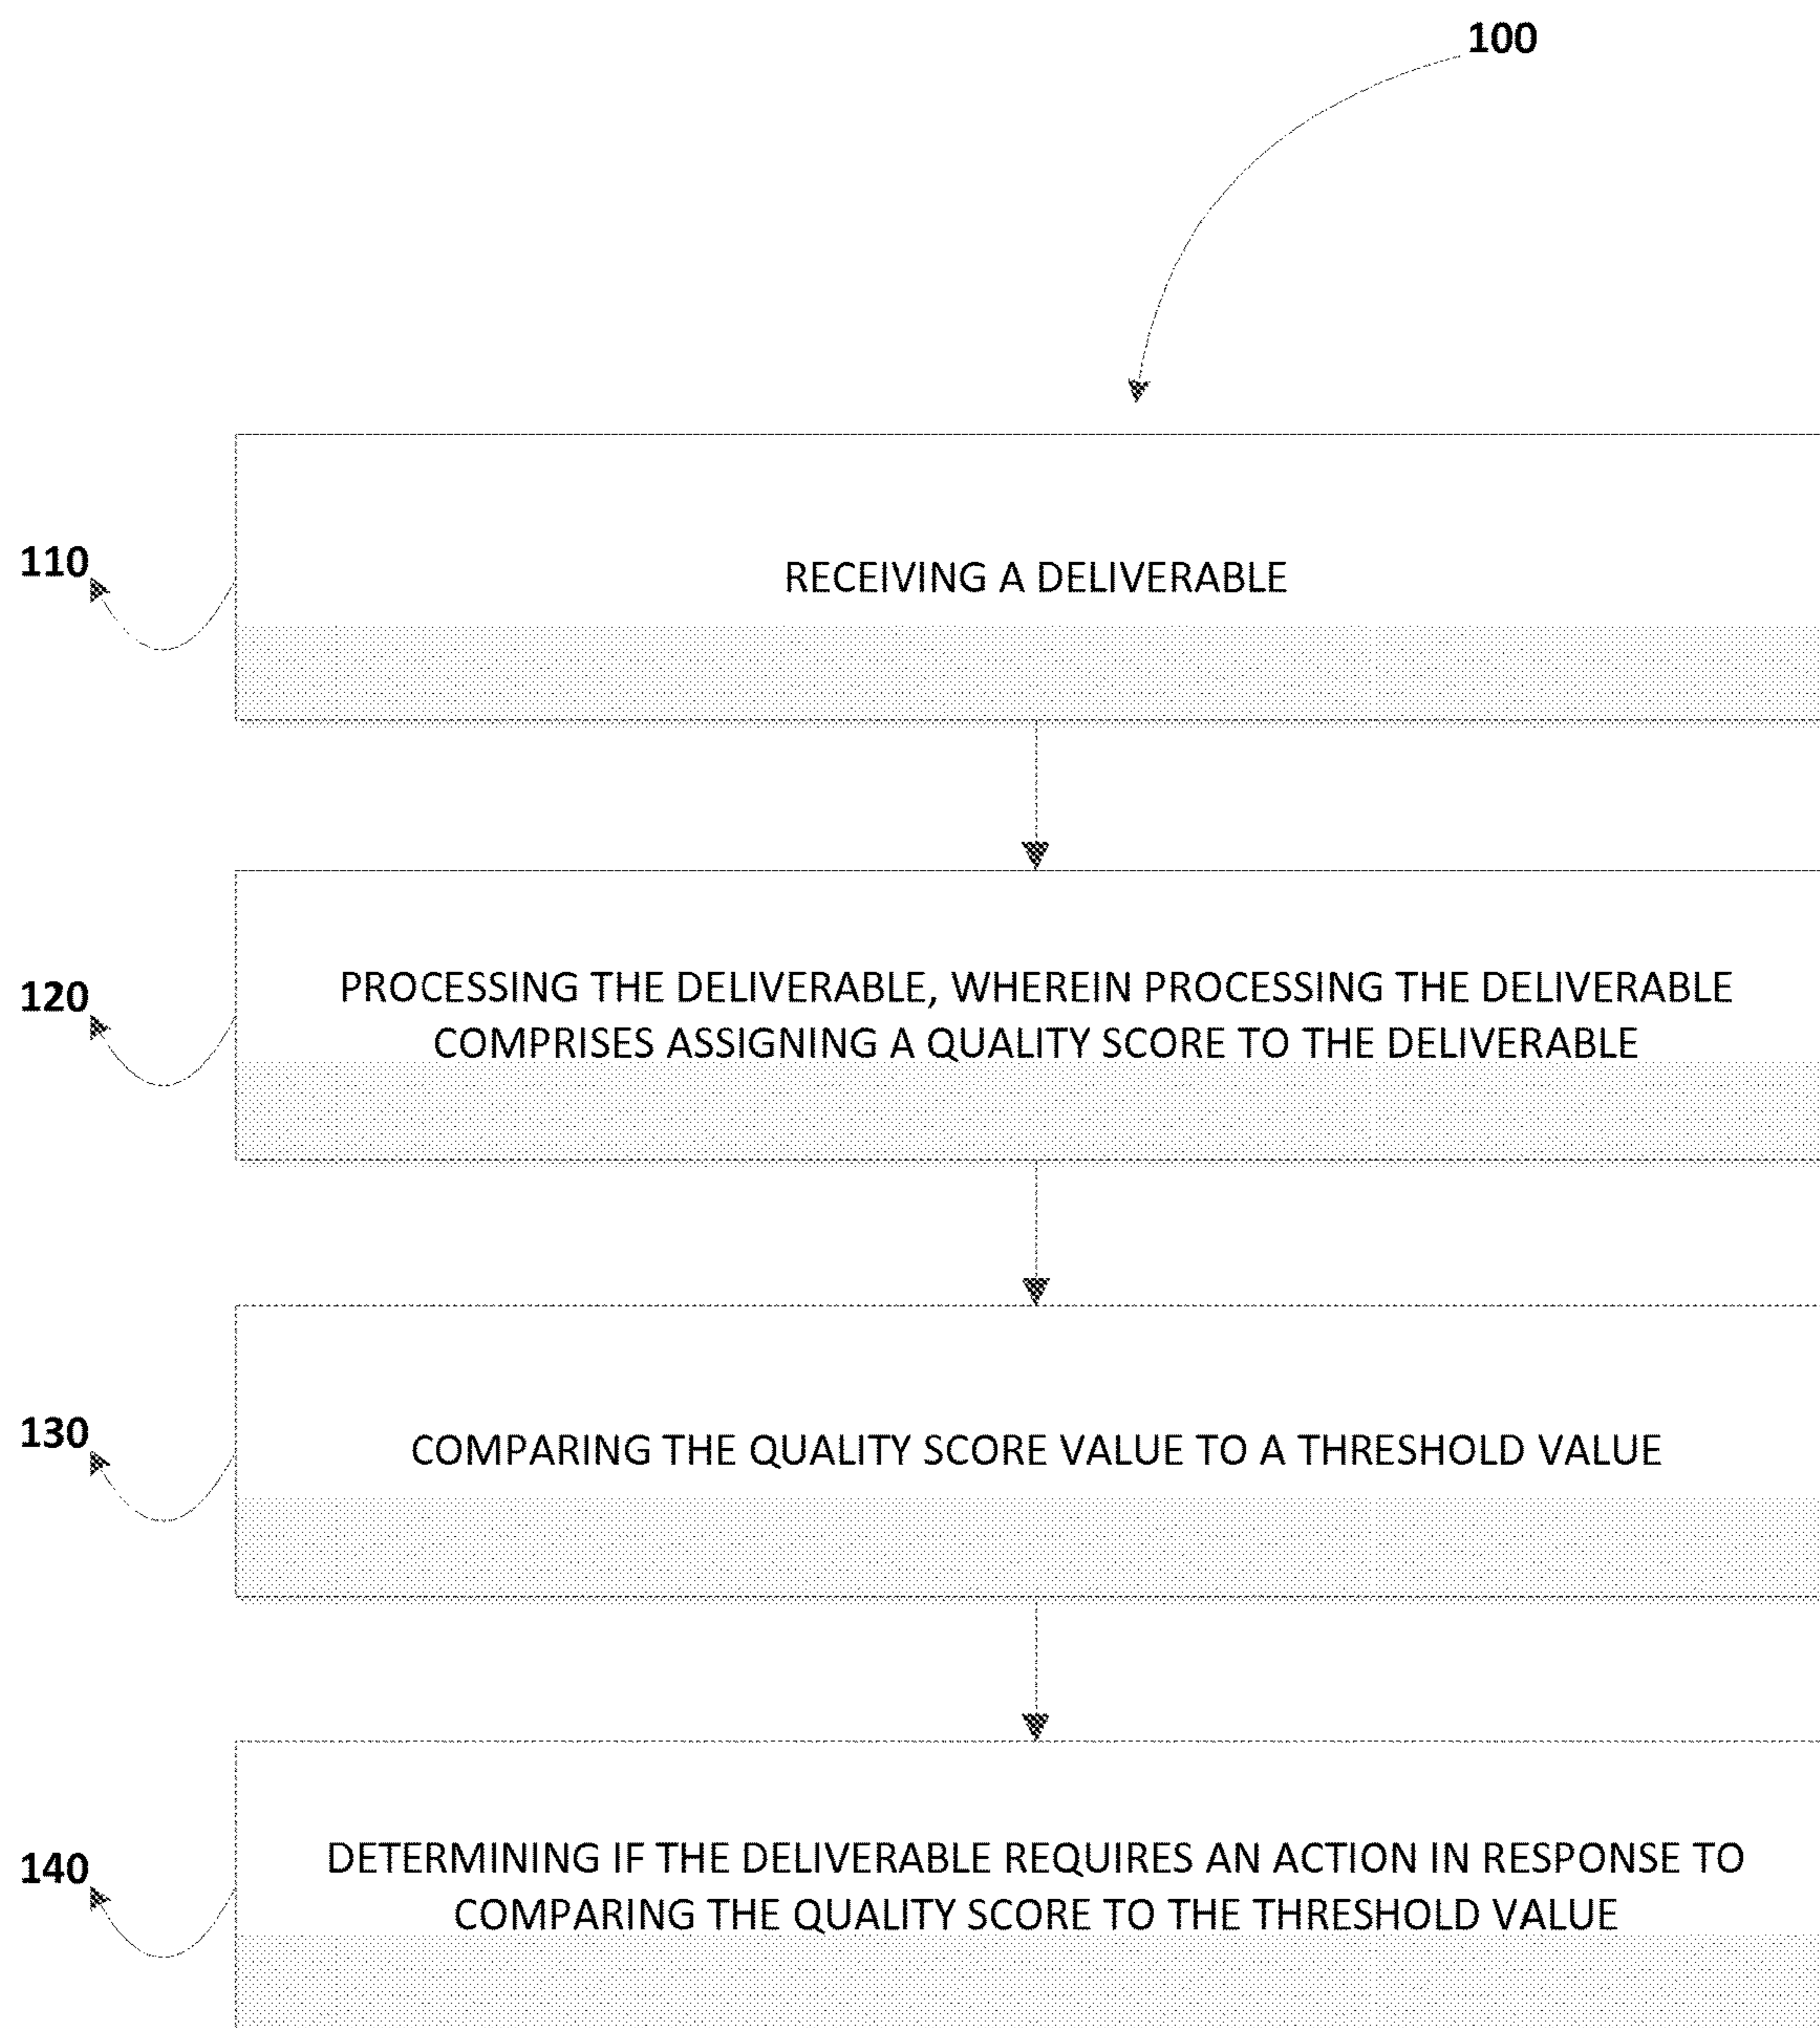 100
110
RECEIVING A DELIVERABLE
120
PROCESSING THE DELIVERABLE, WHEREIN PROCESSING THE DELIVERABLE
COMPRISES ASSIGNING A QUALITY SCORE TO THE DELIVERABLE
130
COMPARING THE QUALITY SCORE VALUE TO A THRESHOLD VALUE
140
DETERMINING IF THE DELIVERABLE REQUIRES AN ACTION IN RESPONSE TO
COMPARING THE QUALITY SCORE TO THE THRESHOLD VALUE